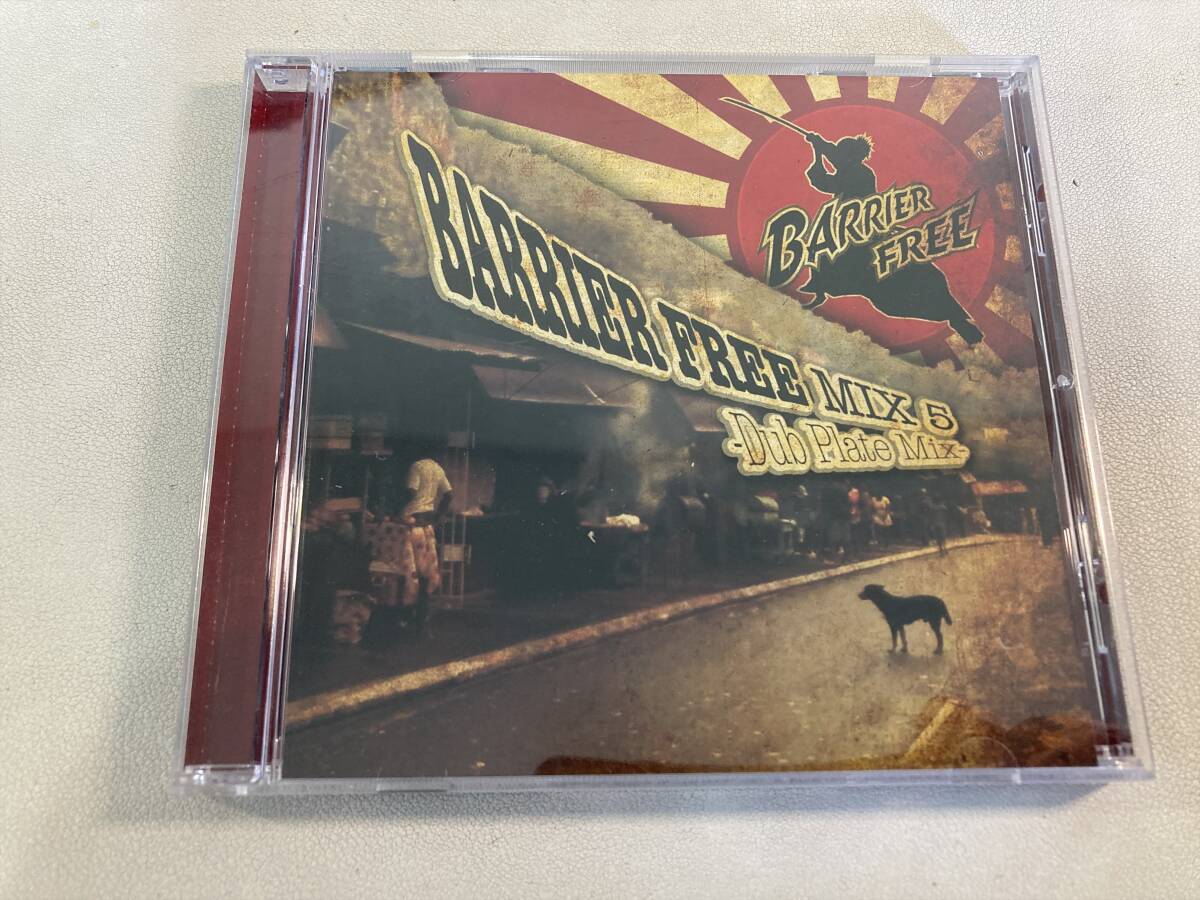 BARRIER
FREE
BARRIER FREE MIX 5
-Dub Plate Mix-